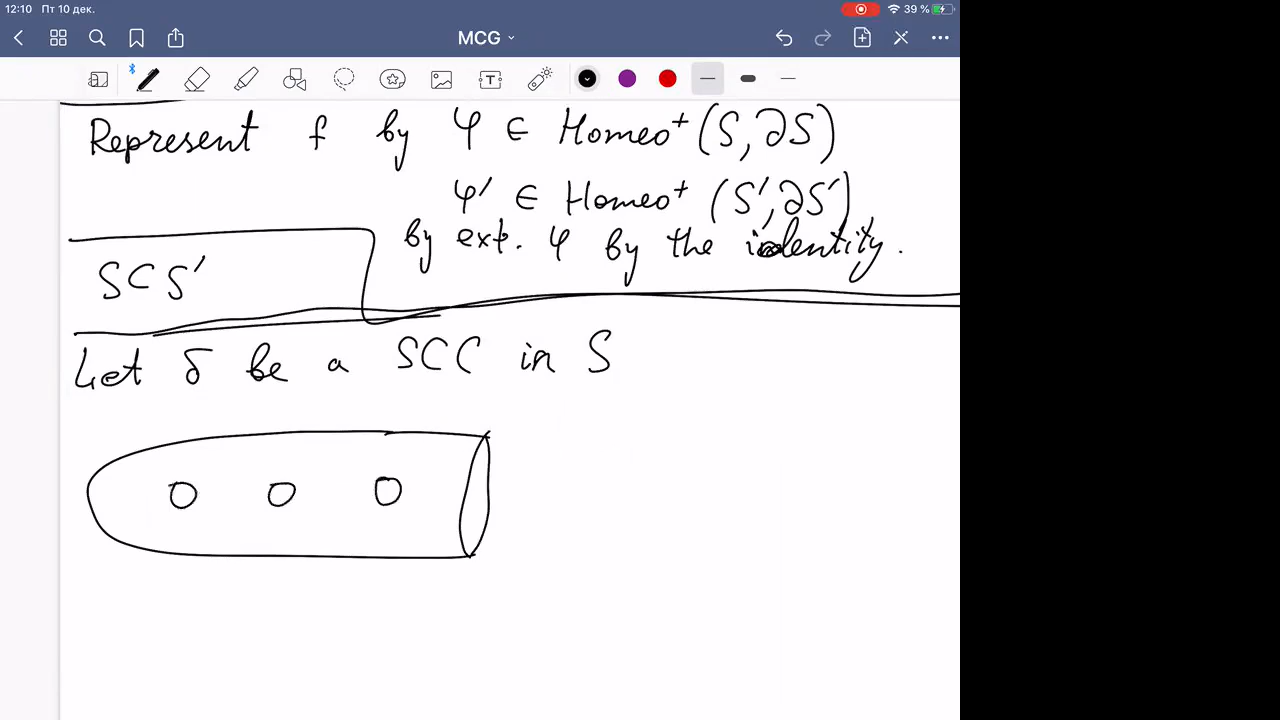 12:10 Пт 10 дек.
39 %
MCG
Represent f by φ ∈ Homeo⁺ (S, ∂S)
φ' ∈ Homeo⁺ (S', ∂S')
by ext. φ by the identity.
S ⊂ S'
Let δ be a SCC in S